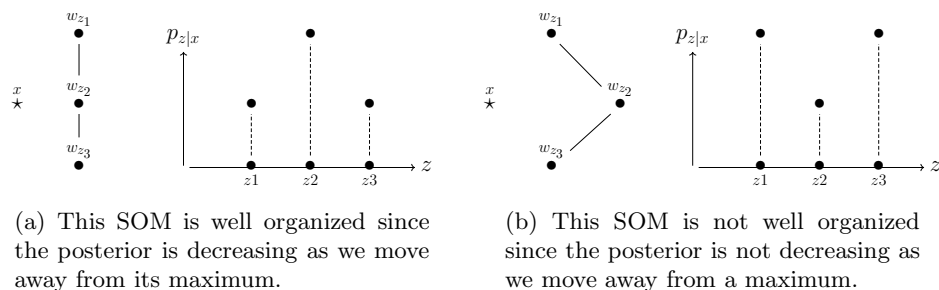 w_{z_1}
x
w_{z_2}
w_{z_3}
p_{z|x}
z1 z2 z3
z
w_{z_1}
x
w_{z_2}
w_{z_3}
p_{z|x}
z1 z2 z3
z
(a) This SOM is well organized since
the posterior is decreasing as we move
away from its maximum.
(b) This SOM is not well organized
since the posterior is not decreasing as
we move away from a maximum.